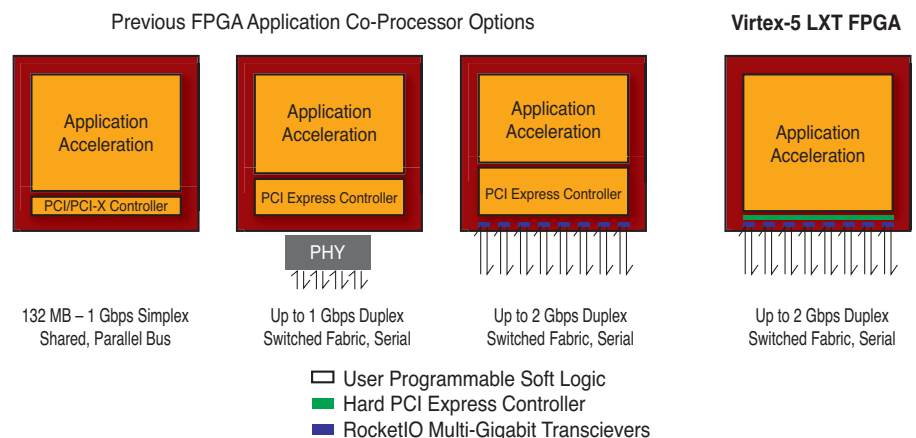 Previous FPGA Application Co-Processor Options
Virtex-5 LXT FPGA
Application
Acceleration
PCI/PCI-X Controller
132 MB – 1 Gbps Simplex
Shared, Parallel Bus
Application
Acceleration
PCI Express Controller
PHY
Up to 1 Gbps Duplex
Switched Fabric, Serial
Application
Acceleration
PCI Express Controller
Up to 2 Gbps Duplex
Switched Fabric, Serial
Application
Acceleration
Up to 2 Gbps Duplex
Switched Fabric, Serial
User Programmable Soft Logic
Hard PCI Express Controller
RocketIO Multi-Gigabit Transcievers